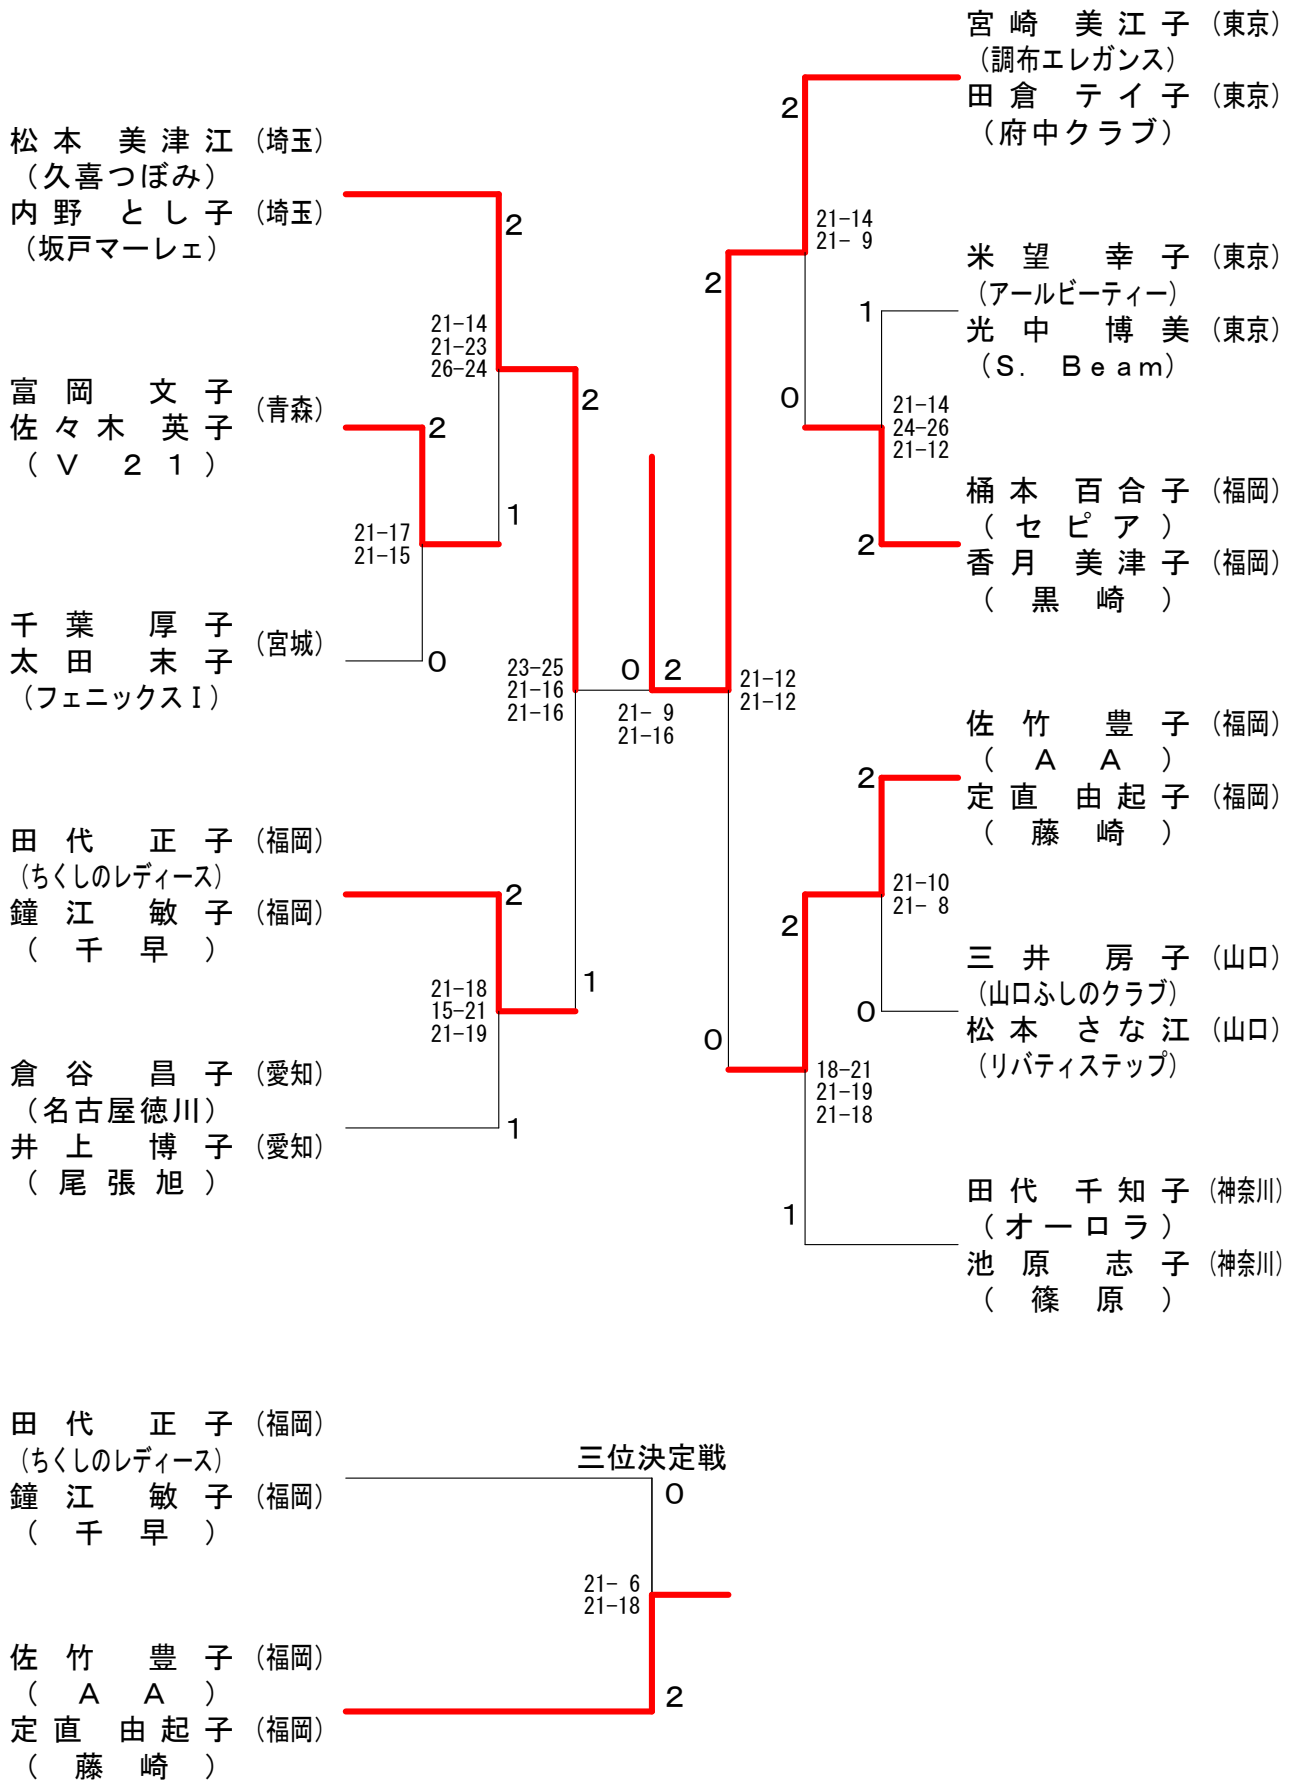 松本 美津江 (埼玉)
(久喜つぼみ)
内野 とし子 (埼玉)
(坂戸マーレェ)
2
21-14
21-23
26-24
富岡 文子
佐々木 英子
(青森)
(V21)
2
1
2
21-17
21-15
千葉 厚子
太田 末子
(宮城)
(フェニックスⅠ)
0
23-25
21-16
21-16
0
2
21- 9
21-16
田代 正子 (福岡)
(ちくしのレディース)
鐘江 敏子 (福岡)
(千早)
2
21-18
15-21
21-19
1
倉谷 昌子 (愛知)
(名古屋徳川)
井上 博子 (愛知)
(尾張旭)
1
宮崎 美江子 (東京)
(調布エレガンス)
田倉 テイ子 (東京)
(府中クラブ)
2
21-14
21- 9
2
米望 幸子 (東京)
(アールビーティー)
光中 博美 (東京)
(S. Beam)
1
0
21-14
24-26
21-12
桶本 百合子 (福岡)
(セピア)
香月 美津子 (福岡)
(黒崎)
2
21-12
21-12
佐竹 豊子 (福岡)
(AA)
定直 由起子 (福岡)
(藤崎)
2
21-10
21- 8
2
三井 房子 (山口)
(山口ふしのクラブ)
松本 さな江 (山口)
(リバティステップ)
0
0
18-21
21-19
21-18
田代 千知子 (神奈川)
(オーロラ)
池原 志子 (神奈川)
(篠原)
1
三位決定戦
田代 正子 (福岡)
(ちくしのレディース)
鐘江 敏子 (福岡)
(千早)
0
21- 6
21-18
佐竹 豊子 (福岡)
(AA)
定直 由起子 (福岡)
(藤崎)
2